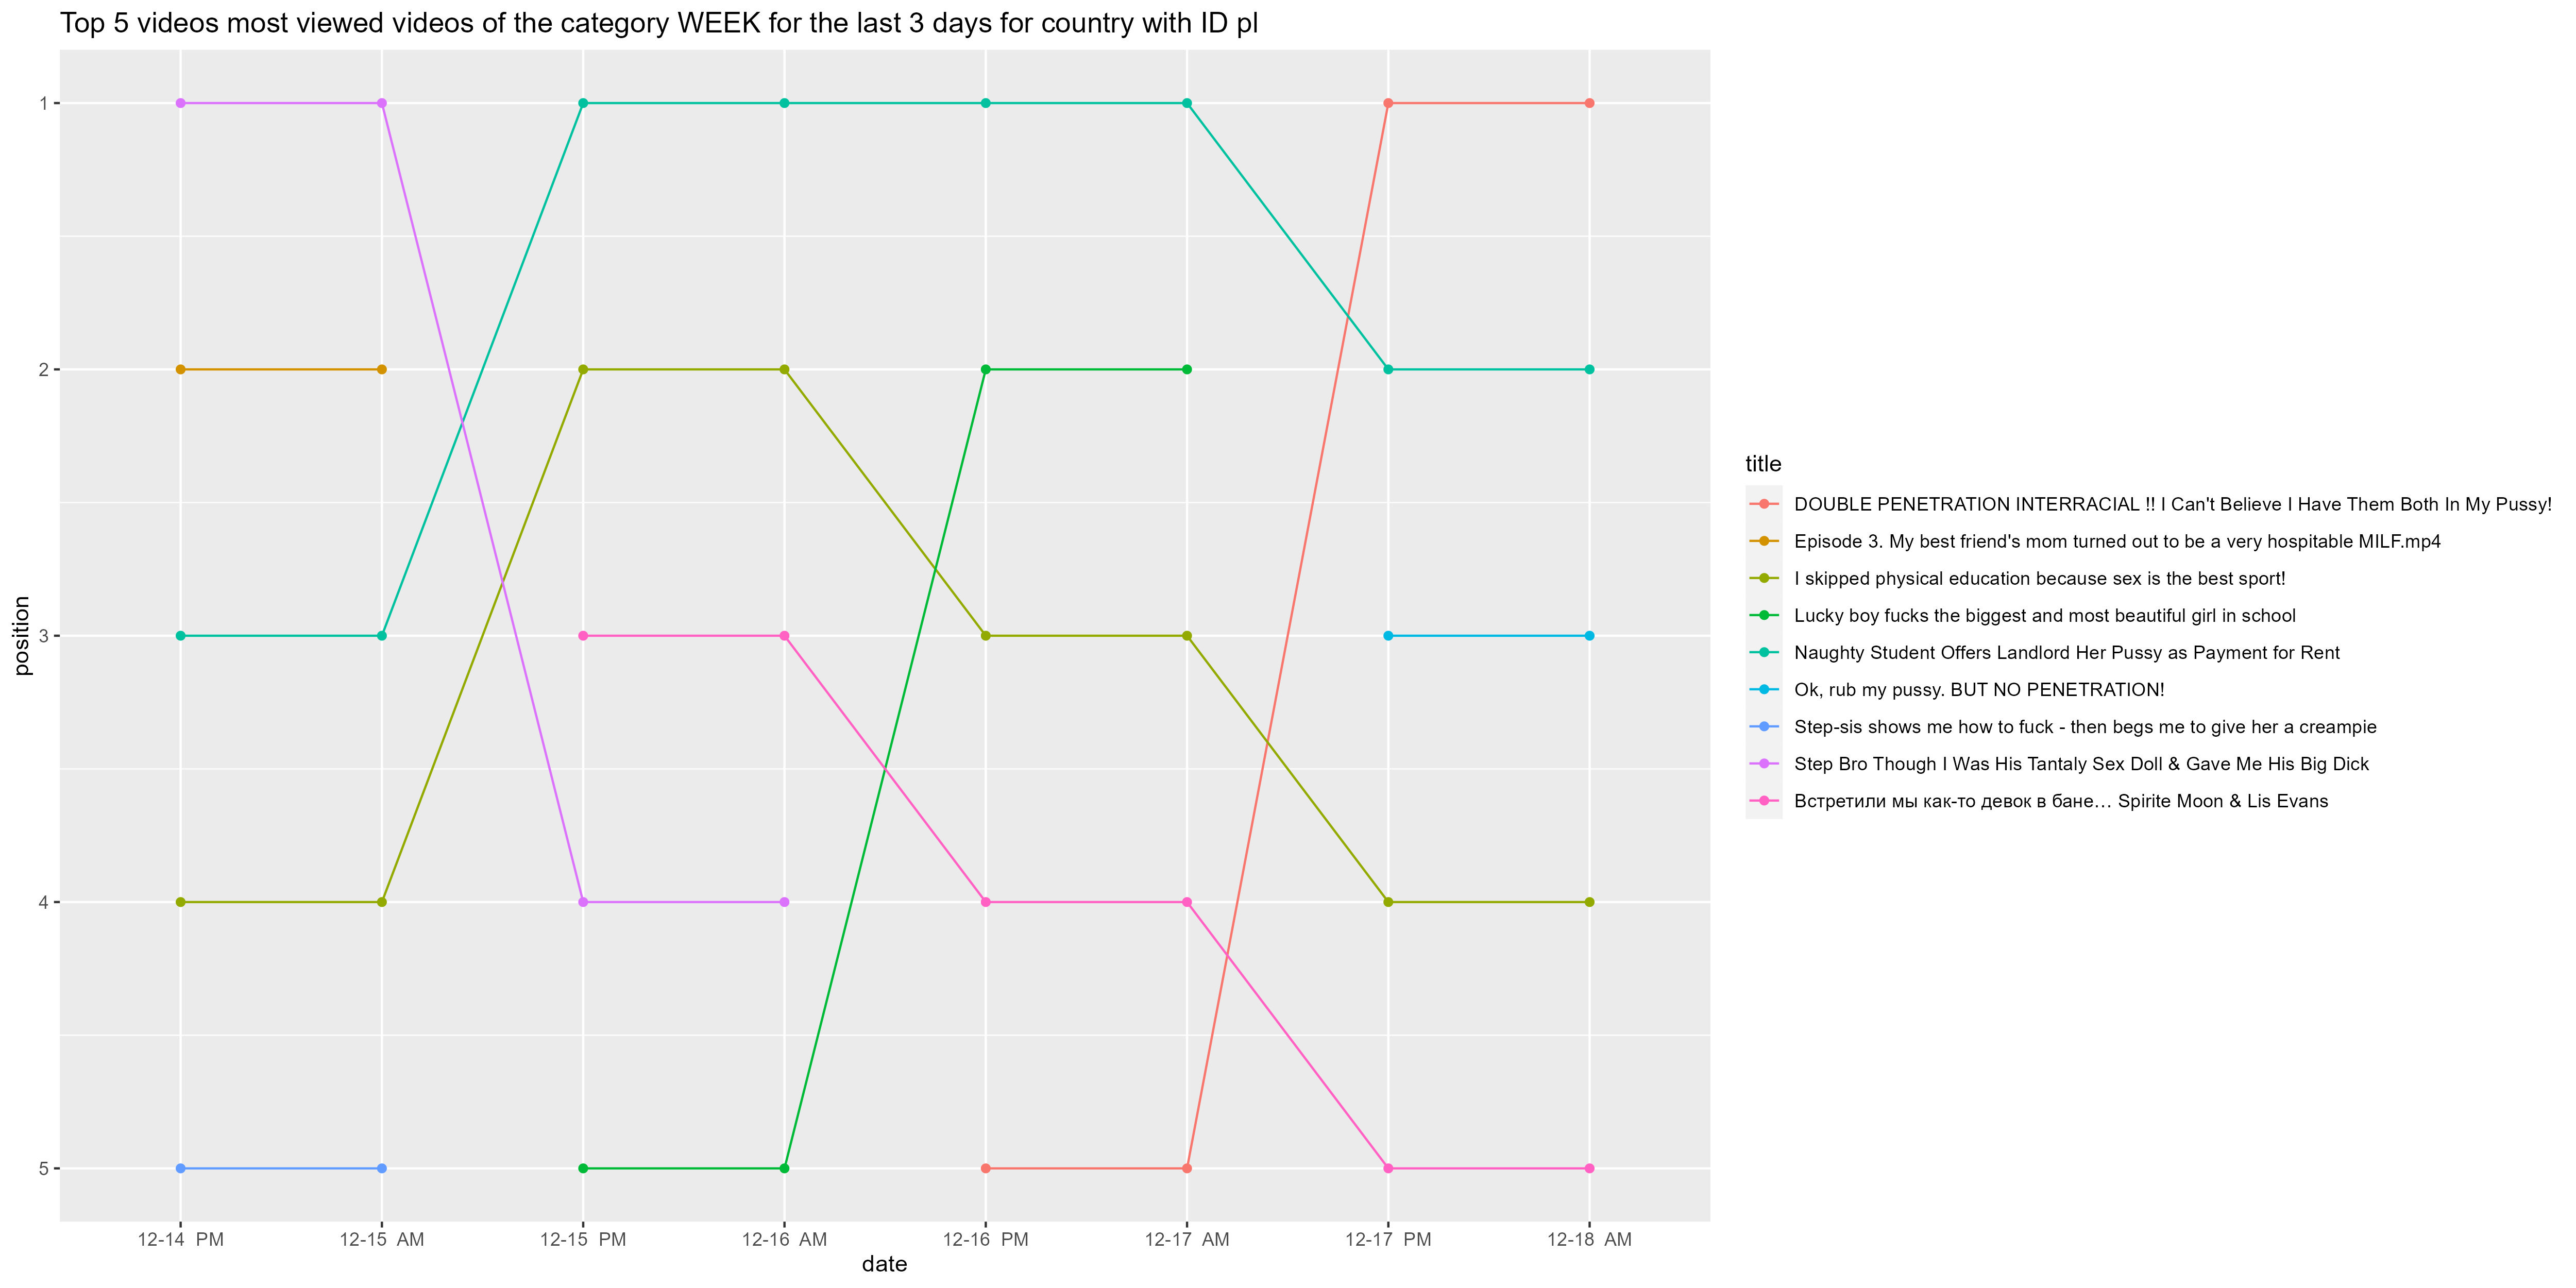 Top 5 videos most viewed videos of the category WEEK for the last 3 days for country with ID pl
position
1
2
3
4
5
12-14 PM
12-15 AM
12-15 PM
12-16 AM
12-16 PM
12-17 AM
12-17 PM
12-18 AM
date
title
DOUBLE PENETRATION INTERRACIAL !! I Can't Believe I Have Them Both In My Pussy!
Episode 3. My best friend's mom turned out to be a very hospitable MILF.mp4
I skipped physical education because sex is the best sport!
Lucky boy fucks the biggest and most beautiful girl in school
Naughty Student Offers Landlord Her Pussy as Payment for Rent
Ok, rub my pussy. BUT NO PENETRATION!
Step-sis shows me how to fuck - then begs me to give her a creampie
Step Bro Though I Was His Tantaly Sex Doll & Gave Me His Big Dick
Встретили мы как-то девок в бане… Spirite Moon & Lis Evans